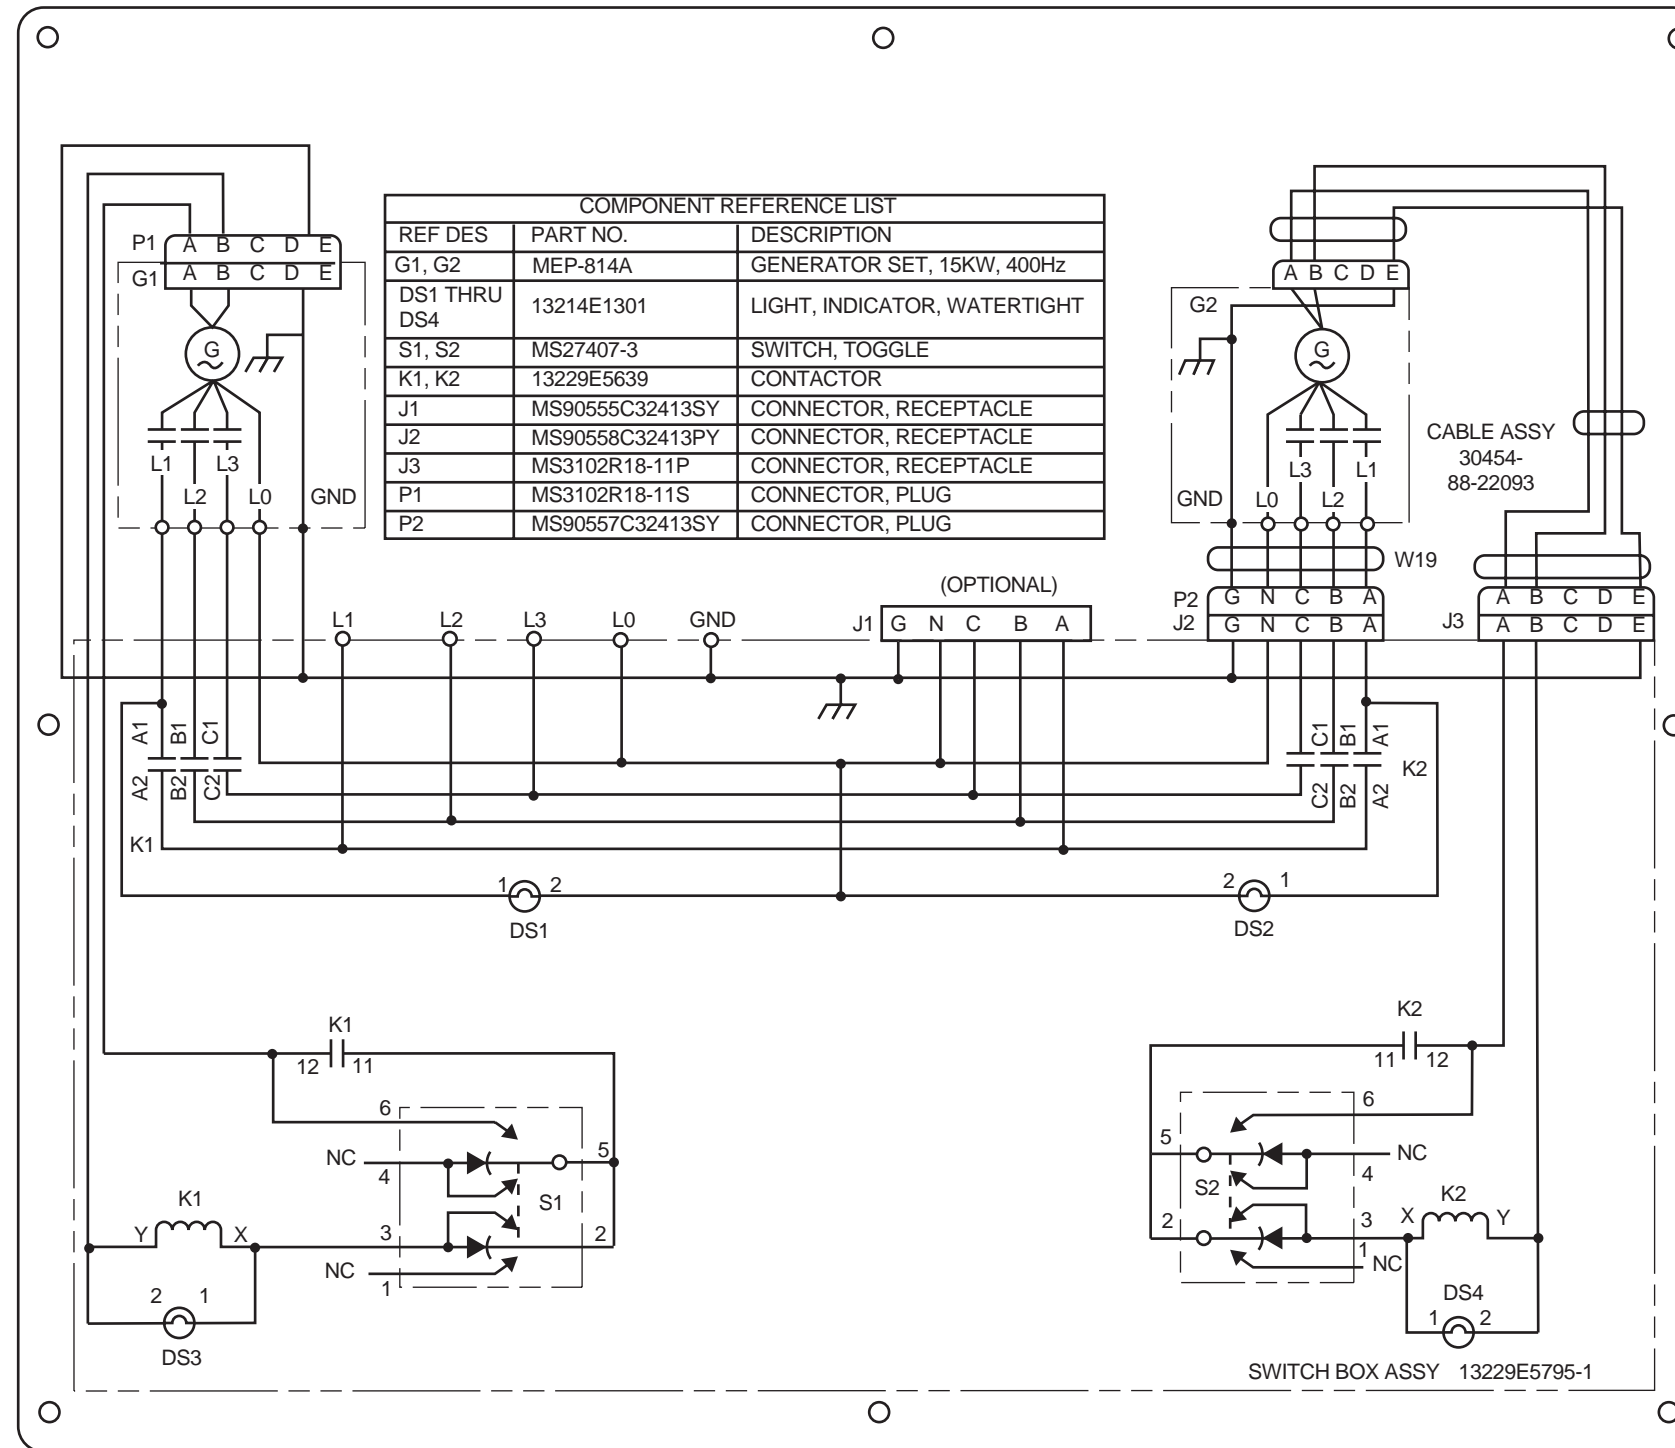 COMPONENT REFERENCE LIST
REF DES PART NO. DESCRIPTION
G1, G2 MEP-814A GENERATOR SET, 15KW, 400Hz
DS1 THRU DS4 13214E1301 LIGHT, INDICATOR, WATERTIGHT
S1, S2 MS27407-3 SWITCH, TOGGLE
K1, K2 13229E5639 CONTACTOR
J1 MS90555C32413SY CONNECTOR, RECEPTACLE
J2 MS90558C32413PY CONNECTOR, RECEPTACLE
J3 MS3102R18-11P CONNECTOR, RECEPTACLE
P1 MS3102R18-11S CONNECTOR, PLUG
P2 MS90557C32413SY CONNECTOR, PLUG
P1 A B C D E
G1 A B C D E
G
L1 L3
L2 L0 GND
A B C D E
G2
G
L3 L1
GND L0 L2
CABLE ASSY
30454-
88-22093
W19
(OPTIONAL)
P2 G N C B A
J2 G N C B A
A B C D E
J3 A B C D E
L1 L2 L3 L0 GND
J1 G N C B A
A1 B1 C1
A2 B2 C2
K1
C1 B1 A1
K2
C2 B2 A2
1 2
DS1
2 1
DS2
K1
12 11
6
NC
4
5
S1
3
2
NC
1
K1
Y X
2 1
DS3
K2
11 12
6
5
NC
4
S2
2
3
1
NC
K2
X Y
DS4
1 2
SWITCH BOX ASSY 13229E5795-1